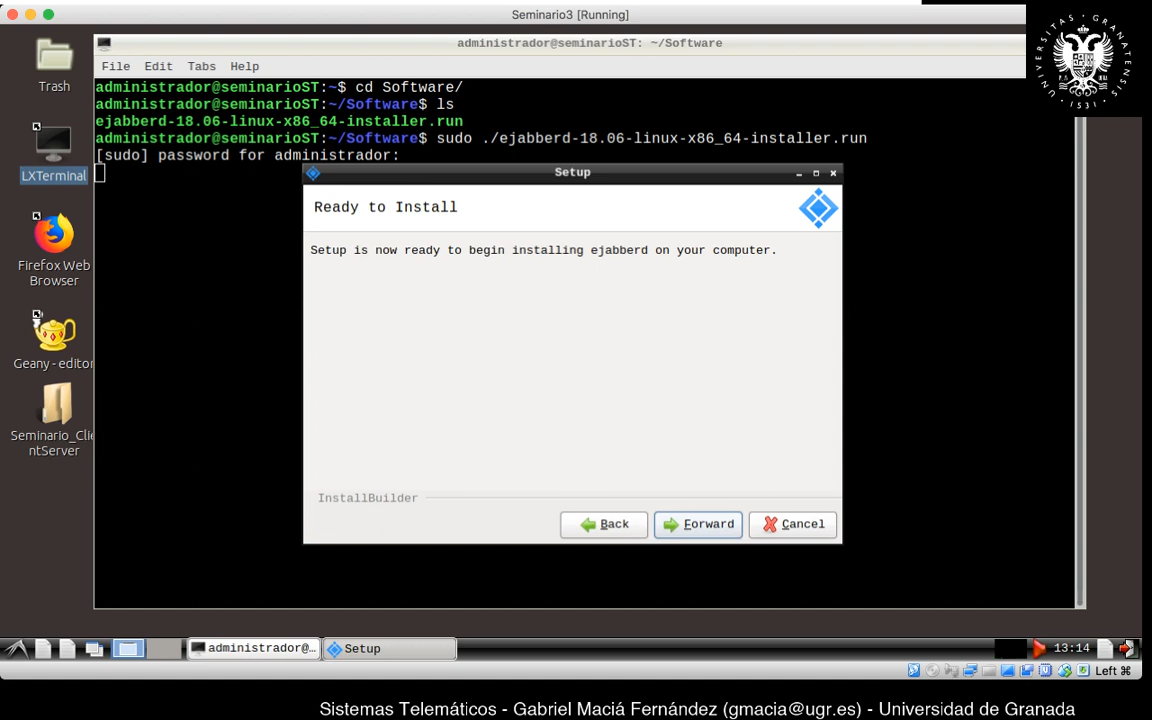 Seminario3 [Running]
UNIVERSITAS GRANATENSIS
1531
Trash
LXTerminal
Firefox Web
Browser
Geany - editor
Seminario_Clie
ntServer
administrador@seminarioST: ~/Software
File Edit Tabs Help
administrador@seminarioST:~$ cd Software/
administrador@seminarioST:~/Software$ ls
ejabberd-18.06-linux-x86_64-installer.run
administrador@seminarioST:~/Software$ sudo ./ejabberd-18.06-linux-x86_64-installer.run
[sudo] password for administrador:
Setup
Ready to Install
Setup is now ready to begin installing ejabberd on your computer.
InstallBuilder
Back Forward Cancel
administrador@... Setup 13:14
Left ⌘
Sistemas Telemáticos - Gabriel Maciá Fernández (gmacia@ugr.es) - Universidad de Granada